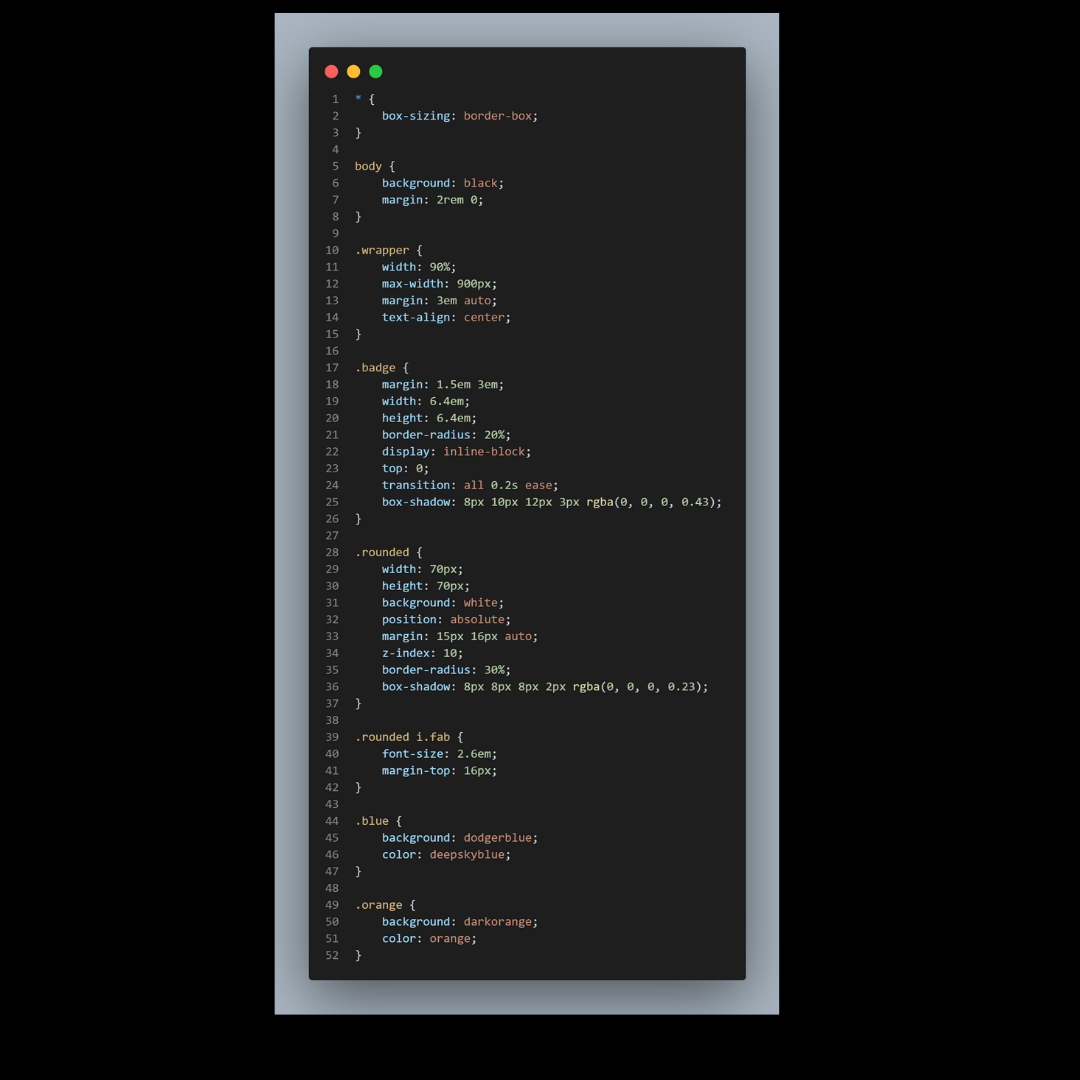 1 * {
2     box-sizing: border-box;
3 }
4
5 body {
6     background: black;
7     margin: 2rem 0;
8 }
9
10 .wrapper {
11     width: 90%;
12     max-width: 900px;
13     margin: 3em auto;
14     text-align: center;
15 }
16
17 .badge {
18     margin: 1.5em 3em;
19     width: 6.4em;
20     height: 6.4em;
21     border-radius: 20%;
22     display: inline-block;
23     top: 0;
24     transition: all 0.2s ease;
25     box-shadow: 8px 10px 12px 3px rgba(0, 0, 0, 0.43);
26 }
27
28 .rounded {
29     width: 70px;
30     height: 70px;
31     background: white;
32     position: absolute;
33     margin: 15px 16px auto;
34     z-index: 10;
35     border-radius: 30%;
36     box-shadow: 8px 8px 8px 2px rgba(0, 0, 0, 0.23);
37 }
38
39 .rounded i.fab {
40     font-size: 2.6em;
41     margin-top: 16px;
42 }
43
44 .blue {
45     background: dodgerblue;
46     color: deepskyblue;
47 }
48
49 .orange {
50     background: darkorange;
51     color: orange;
52 }